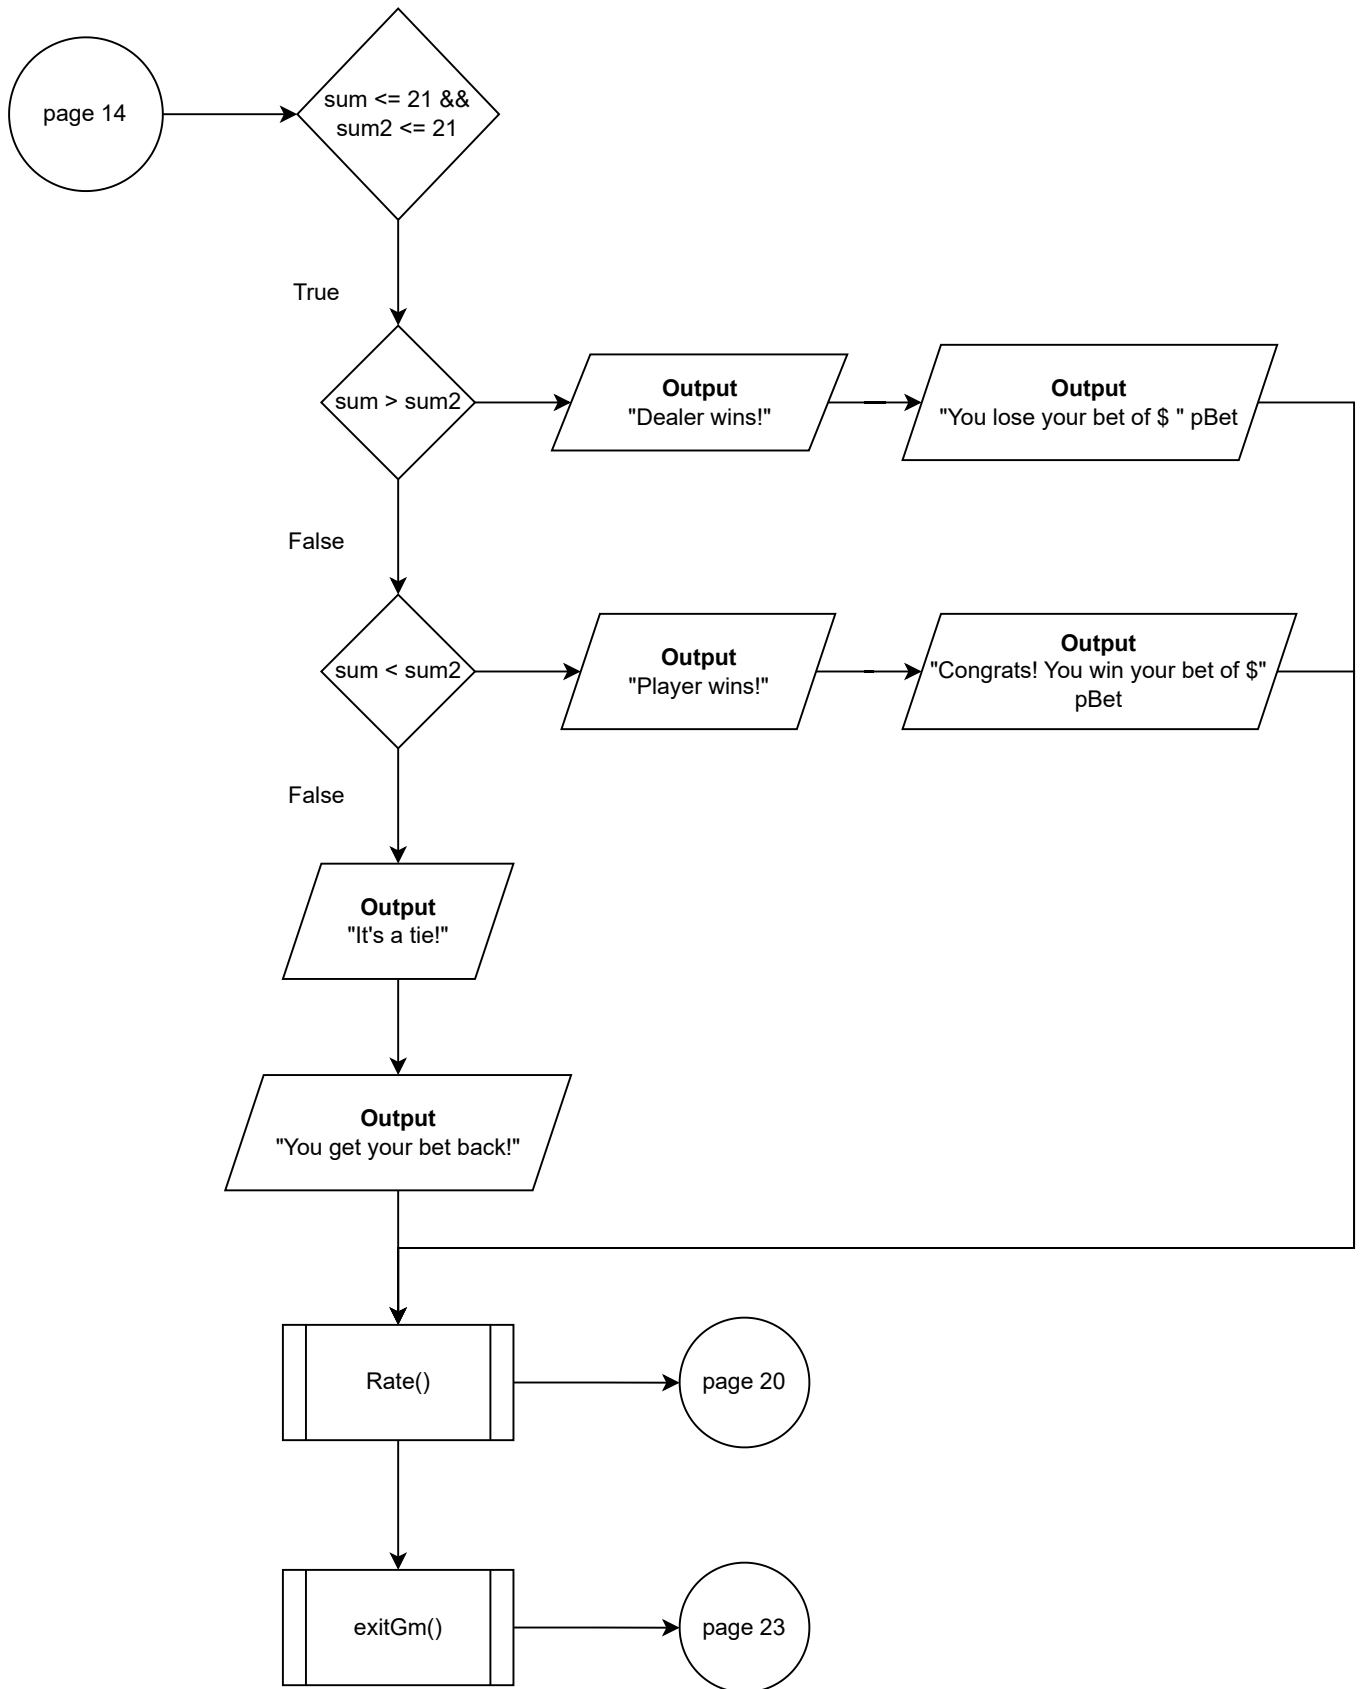 page 14
sum <= 21 &&
sum2 <= 21
True
sum > sum2
Output
"Dealer wins!"
Output
"You lose your bet of $ " pBet
False
sum < sum2
Output
"Player wins!"
Output
"Congrats! You win your bet of $"
pBet
False
Output
"It's a tie!"
Output
"You get your bet back!"
Rate()
page 20
exitGm()
page 23